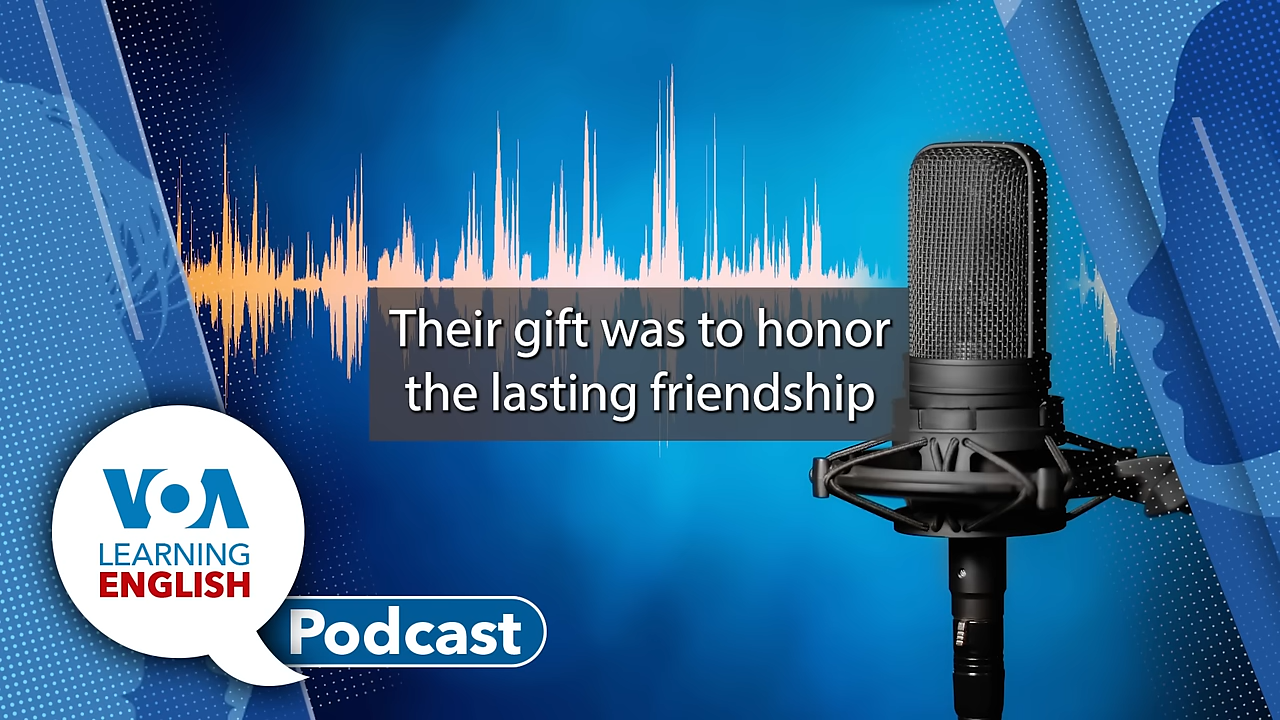 Their gift was to honor
the lasting friendship
VOA
LEARNING
ENGLISH
Podcast